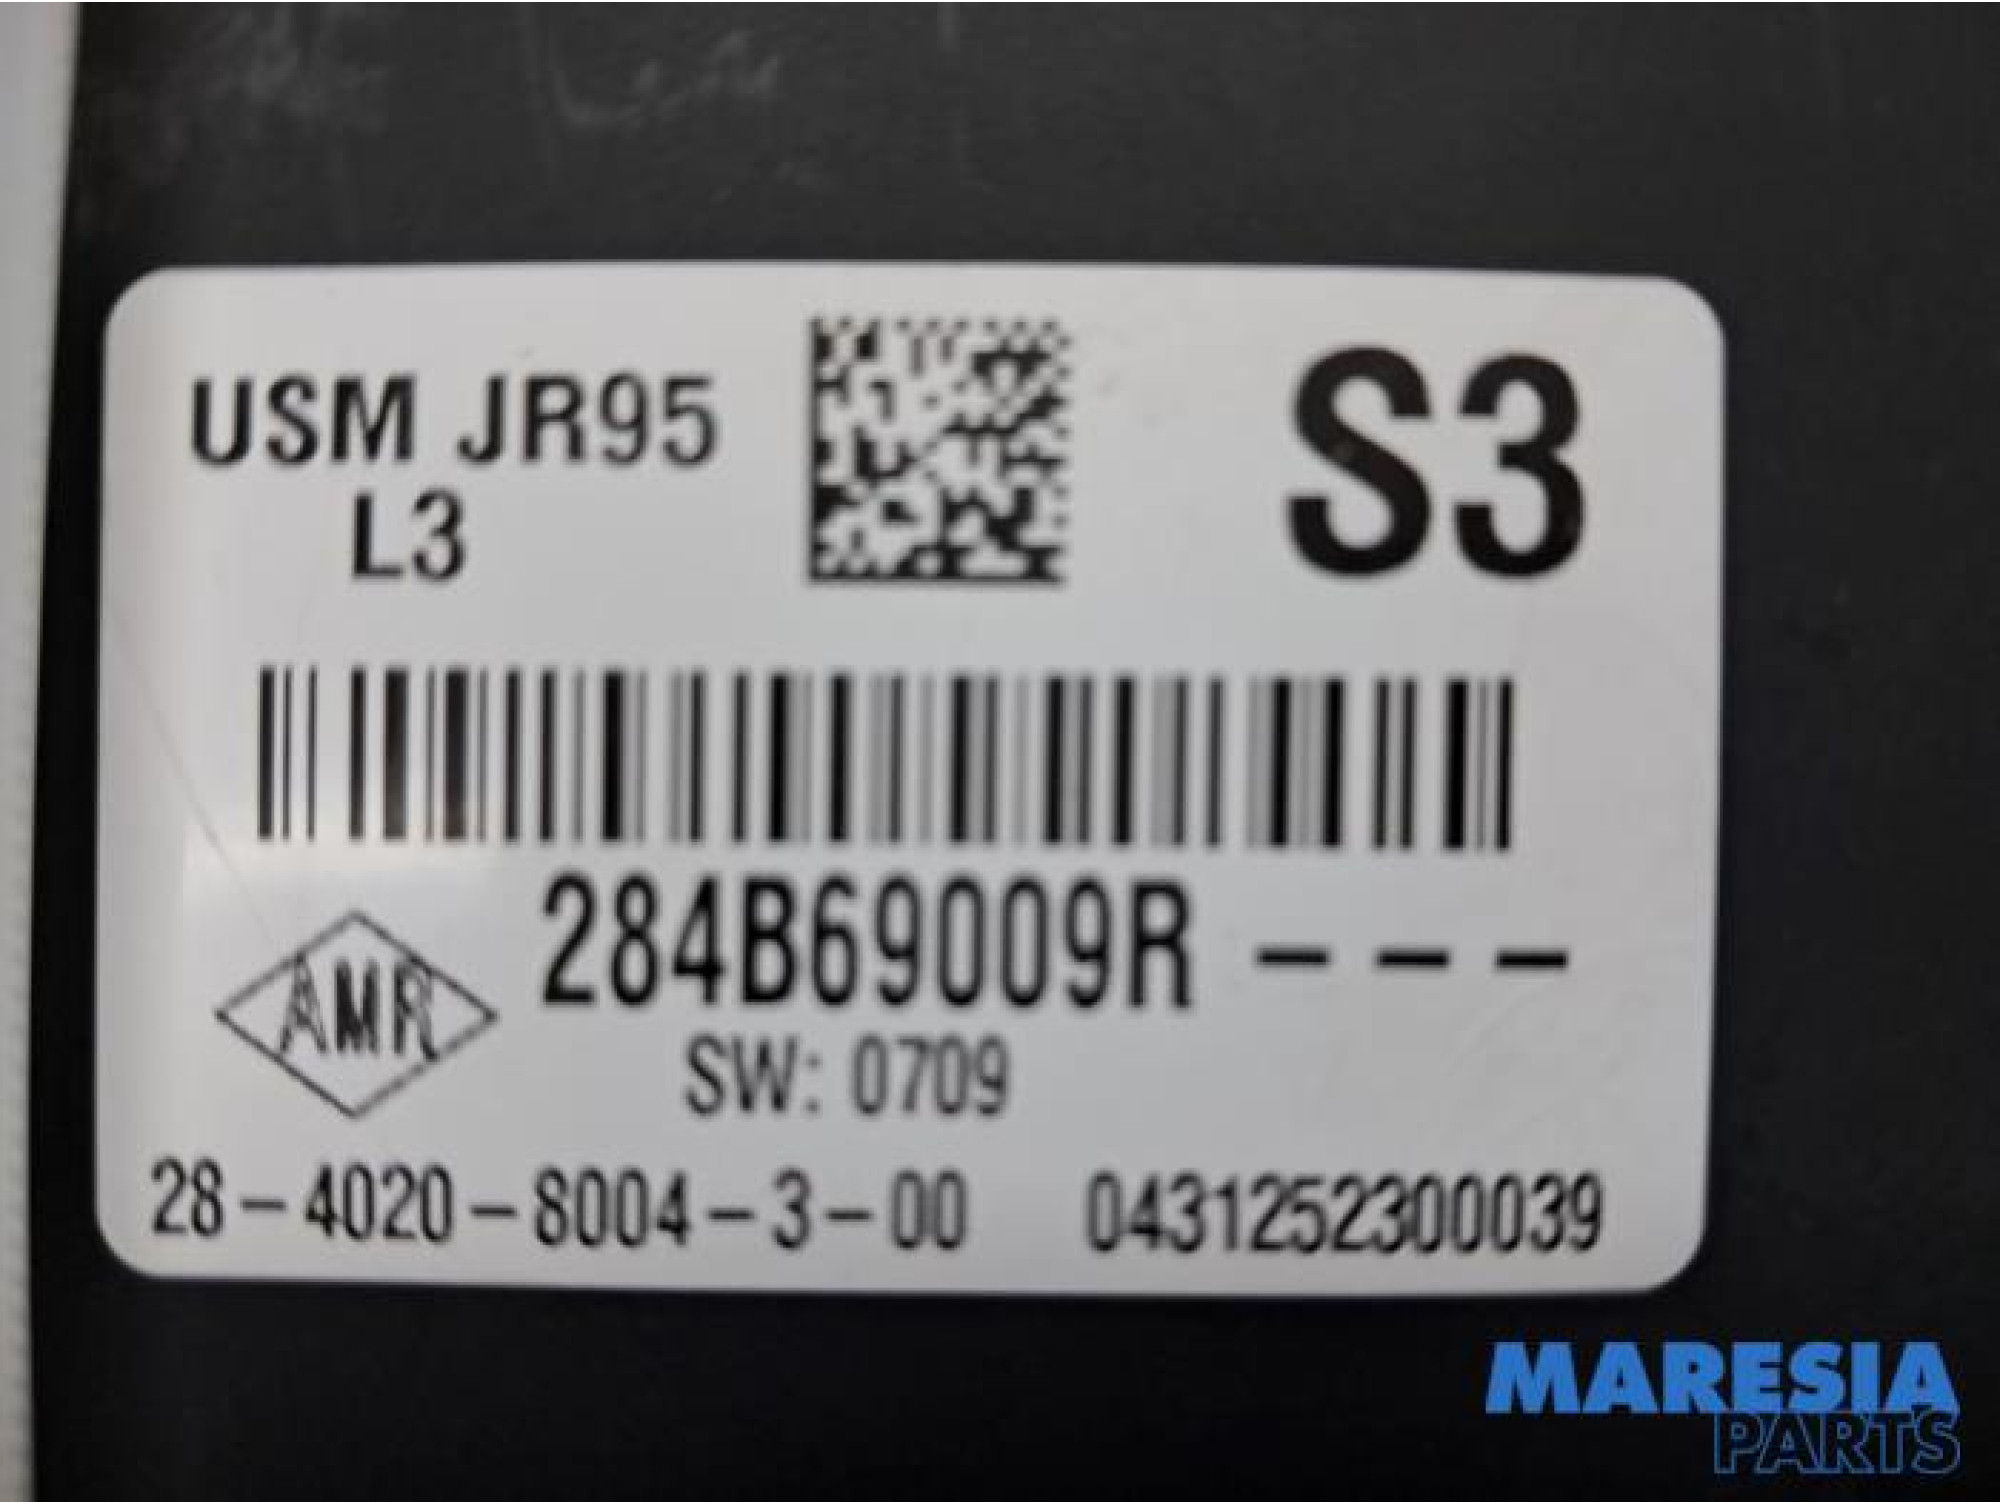 USM JR95
L3
S3
284B69009R - - -
AMR
SW: 0709
28-4020-8004-3-00 0431252300039
MARESIA
PARTS